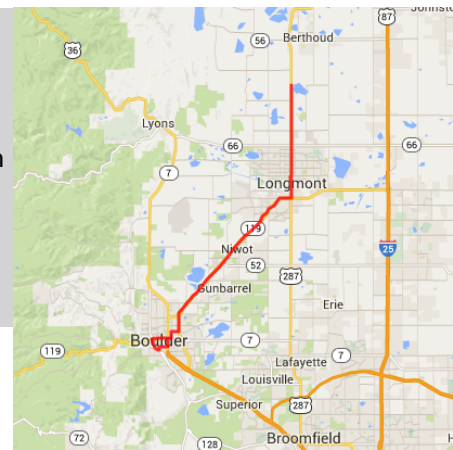 Johnsto
87
Berthoud
56
36
Lyons
66
66
7
Longmont
119
Niwot
25
52
287
Gunbarrel
Erie
Boulder
7
119
7
Lafayette
Louisville
Superior
287
72
128
Broomfield
H
n